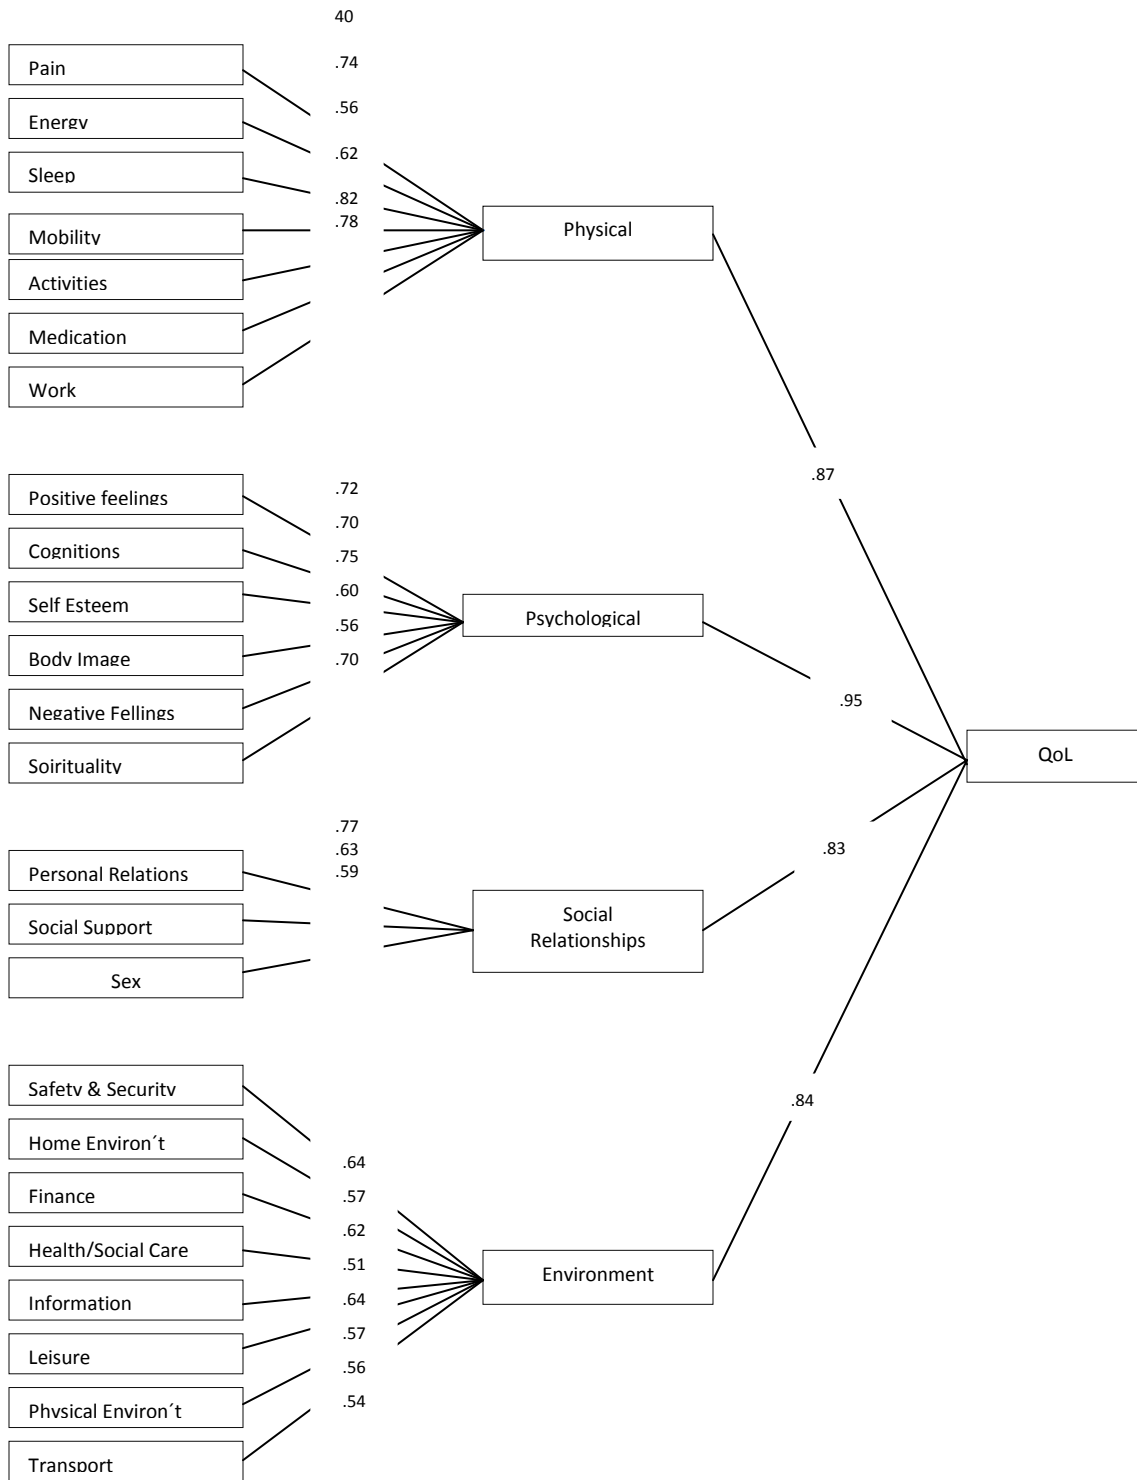 40
.74
.56
.62
.82
.78
Pain
Energy
Sleep
Mobility
Activities
Medication
Work
Physical
.87
Positive feelings
Cognitions
Self Esteem
Body Image
Negative Fellings
Spirituality
.72
.70
.75
.60
.56
.70
Psychological
.95
QoL
.77
.63
.59
Personal Relations
Social Support
Sex
Social
Relationships
.83
Safety & Security
Home Environ´t
Finance
Health/Social Care
Information
Leisure
Physical Environ´t
Transport
.64
.57
.62
.51
.64
.57
.56
.54
Environment
.84